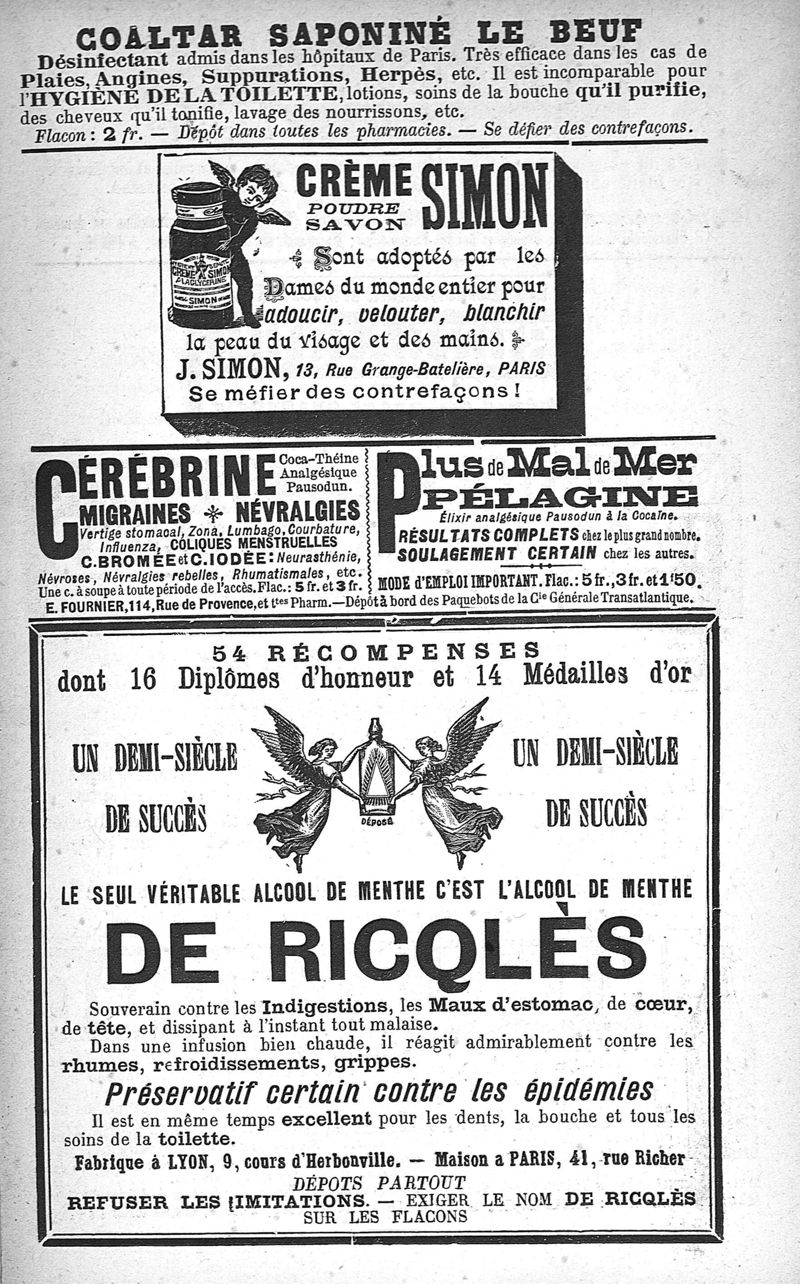 COALTAR SAPONINÉ LE BEUF
Désinfectant admis dans les hôpitaux de Paris. Très efficace dans les cas de
Plaies, Angines, Suppurations, Herpès, etc. Il est incomparable pour
l'HYGIÈNE DE LA TOILETTE, lotions, soins de la bouche qu'il purifie,
des cheveux qu'il tonifie, lavage des nourrissons, etc.
Flacon : 2 fr. — Dépôt dans toutes les pharmacies. — Se défier des contrefaçons.
CRÈME SIMON
POUDRE
SAVON
Sont adoptés par les
Dames du monde entier pour
adoucir, velouter, blanchir
la peau du visage et des mains.
J. SIMON, 13, Rue Grange-Batelière, PARIS
Se méfier des contrefaçons !
CRÈME SIMON
A LA GLYCERINE
SIMON
CÉRÉBRINE Coca-Théine
Analgésique
Pausodun.
MIGRAINES * NÉVRALGIES
Vertige stomacal, Zona, Lumbago, Courbature,
Influenza, COLIQUES MENSTRUELLES
C. BROMÉE et C. IODÉE : Neurasthénie,
Névroses, Névralgies rebelles, Rhumatismales, etc.
Une c. à soupe à toute période de l'accès. Flac. : 5 fr. et 3 fr.
Plus de Mal de Mer
PÉLAGINE
Élixir analgésique Pausodun à la Cocaïne.
RÉSULTATS COMPLETS chez le plus grand nombre.
SOULAGEMENT CERTAIN chez les autres.
MODE d'EMPLOI IMPORTANT. Flac. : 5 fr., 3 fr. et 1f50.
E. FOURNIER, 114, Rue de Provence, et ttes Pharm. — Dépôt à bord des Paquebots de la Cie Générale Transatlantique.
54 RÉCOMPENSES
dont 16 Diplômes d'honneur et 14 Médailles d'or
UN DEMI-SIÈCLE
DE SUCCÈS
DÉPOSÉ
UN DEMI-SIÈCLE
DE SUCCÈS
LE SEUL VÉRITABLE ALCOOL DE MENTHE C'EST L'ALCOOL DE MENTHE
DE RICQLÈS
Souverain contre les Indigestions, les Maux d'estomac, de cœur,
de tête, et dissipant à l'instant tout malaise.
Dans une infusion bien chaude, il réagit admirablement contre les
rhumes, refroidissements, grippes.
Préservatif certain contre les épidémies
Il est en même temps excellent pour les dents, la bouche et tous les
soins de la toilette.
Fabrique à LYON, 9, cours d'Herbonville. — Maison a PARIS, 41, rue Richer
DÉPOTS PARTOUT
REFUSER LES IMITATIONS. — EXIGER LE NOM DE RICQLÈS
SUR LES FLACONS